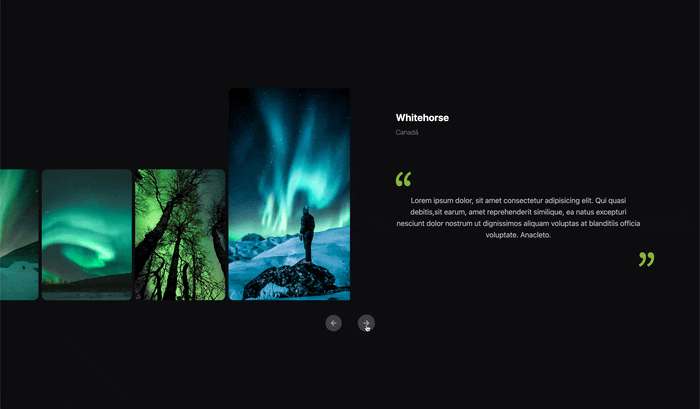 Whitehorse
Canadá
“
Lorem ipsum dolor, sit amet consectetur adipisicing elit. Qui quasi
debitis,sit earum, amet reprehenderit similique, ea natus excepturi
nesciunt dolor nostrum ut dignissimos aliquam voluptas at blanditiis officia
voluptate. Anacleto.
”